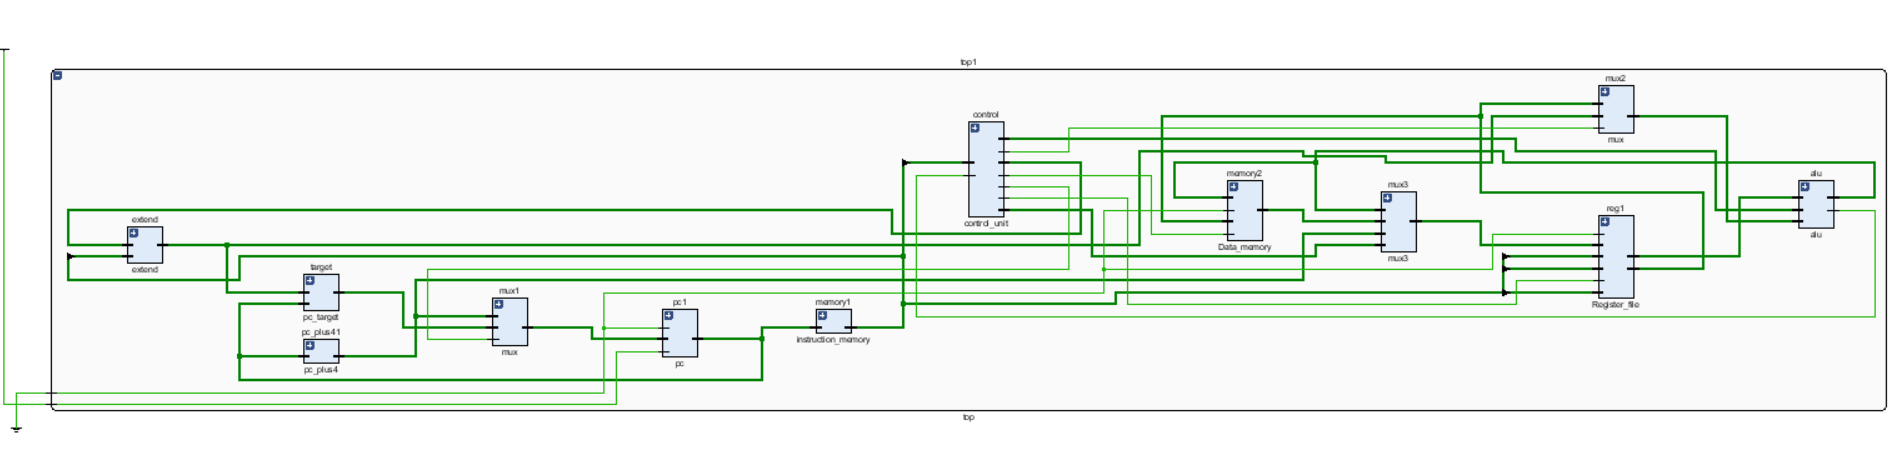 top1
mux2
mux
control
control_unit
memory2
Data_memory
mux3
mux3
alu
alu
reg1
Register_file
extend
extend
target
pc_target
pc_plus41
pc_plus4
mux1
mux
pc1
pc
memory1
instruction_memory
top